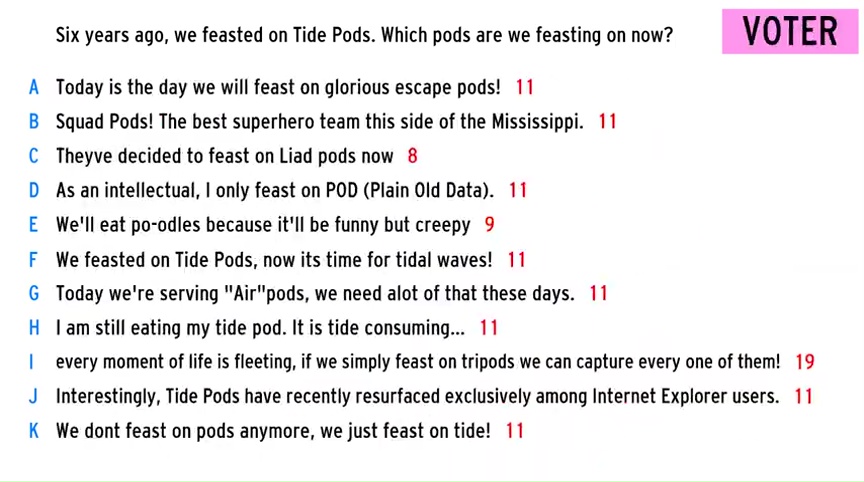 Six years ago, we feasted on Tide Pods. Which pods are we feasting on now? VOTER
A Today is the day we will feast on glorious escape pods! 11
B Squad Pods! The best superhero team this side of the Mississippi. 11
C Theyve decided to feast on Liad pods now 8
D As an intellectual, I only feast on POD (Plain Old Data). 11
E We'll eat po-odles because it'll be funny but creepy 9
F We feasted on Tide Pods, now its time for tidal waves! 11
G Today we're serving "Air"pods, we need alot of that these days. 11
H I am still eating my tide pod. It is tide consuming... 11
I every moment of life is fleeting, if we simply feast on tripods we can capture every one of them! 19
J Interestingly, Tide Pods have recently resurfaced exclusively among Internet Explorer users. 11
K We dont feast on pods anymore, we just feast on tide! 11